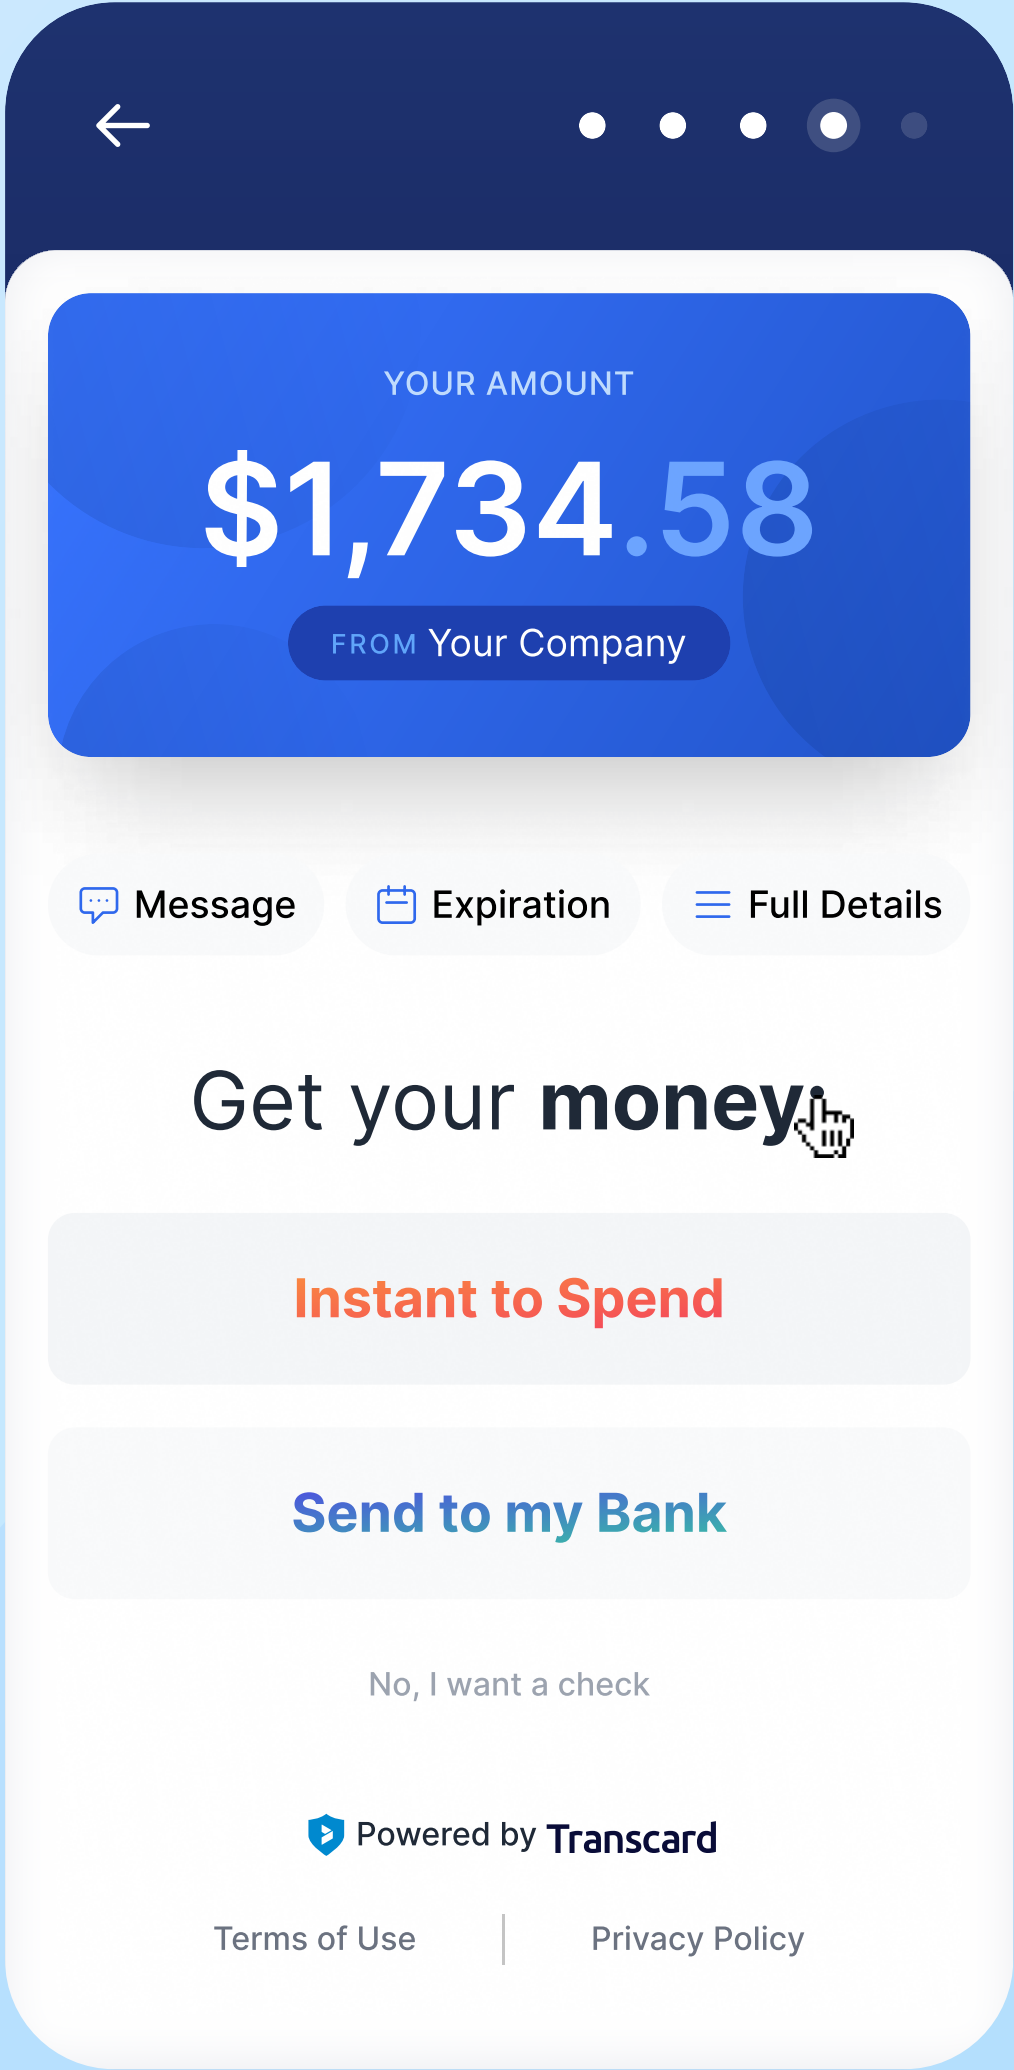 YOUR AMOUNT
$1,734.58
FROM Your Company
Message
Expiration
Full Details
Get your money.
Instant to Spend
Send to my Bank
No, I want a check
Powered by Transcard
Terms of Use
Privacy Policy